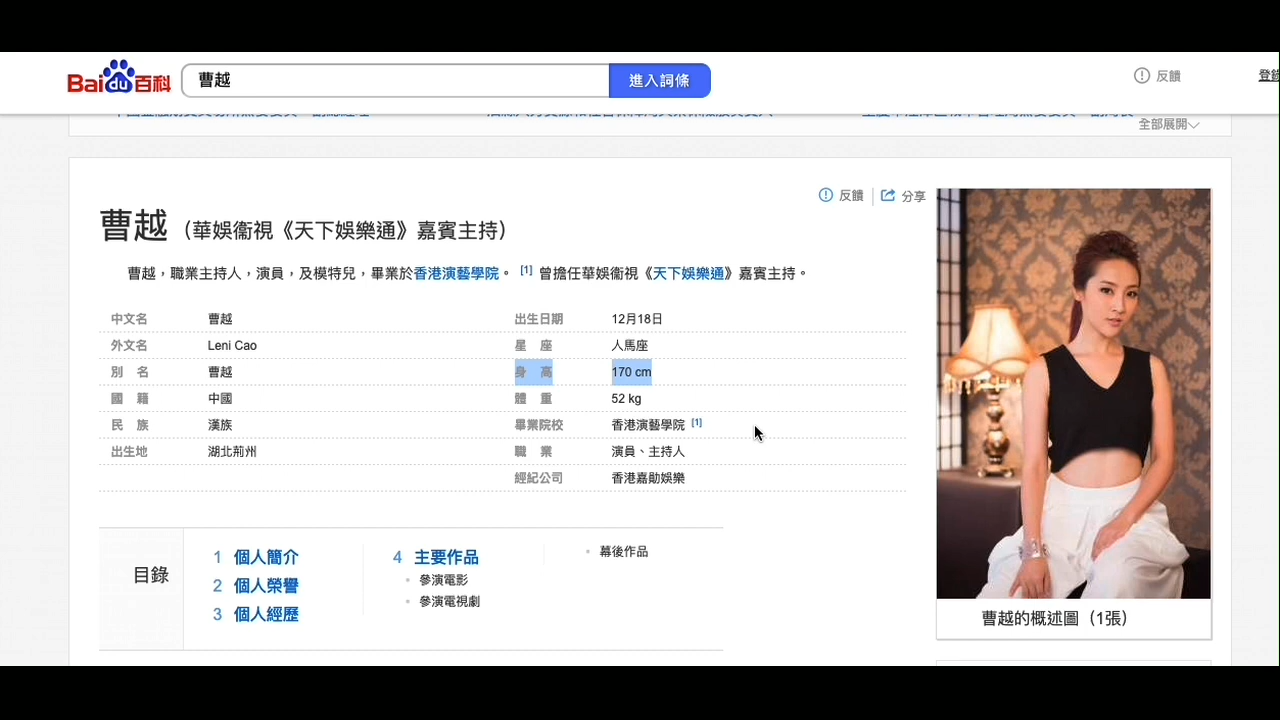 Bai du 百科
曹越
進入詞條
反饋
登錄
全部展開
反饋
分享
曹越（華娛衞視《天下娛樂通》嘉賓主持）
曹越，職業主持人，演員，及模特兒，畢業於香港演藝學院。 [1] 曾擔任華娛衞視《天下娛樂通》嘉賓主持。
中文名 曹越 出生日期 12月18日
外文名 Leni Cao 星 座 人馬座
別 名 曹越 身 高 170 cm
國 籍 中國 體 重 52 kg
民 族 漢族 畢業院校 香港演藝學院 [1]
出生地 湖北荊州 職 業 演員、主持人
經紀公司 香港嘉勛娛樂
目錄
1 個人簡介
2 個人榮譽
3 個人經歷
4 主要作品
參演電影
參演電視劇
幕後作品
曹越的概述圖（1張）